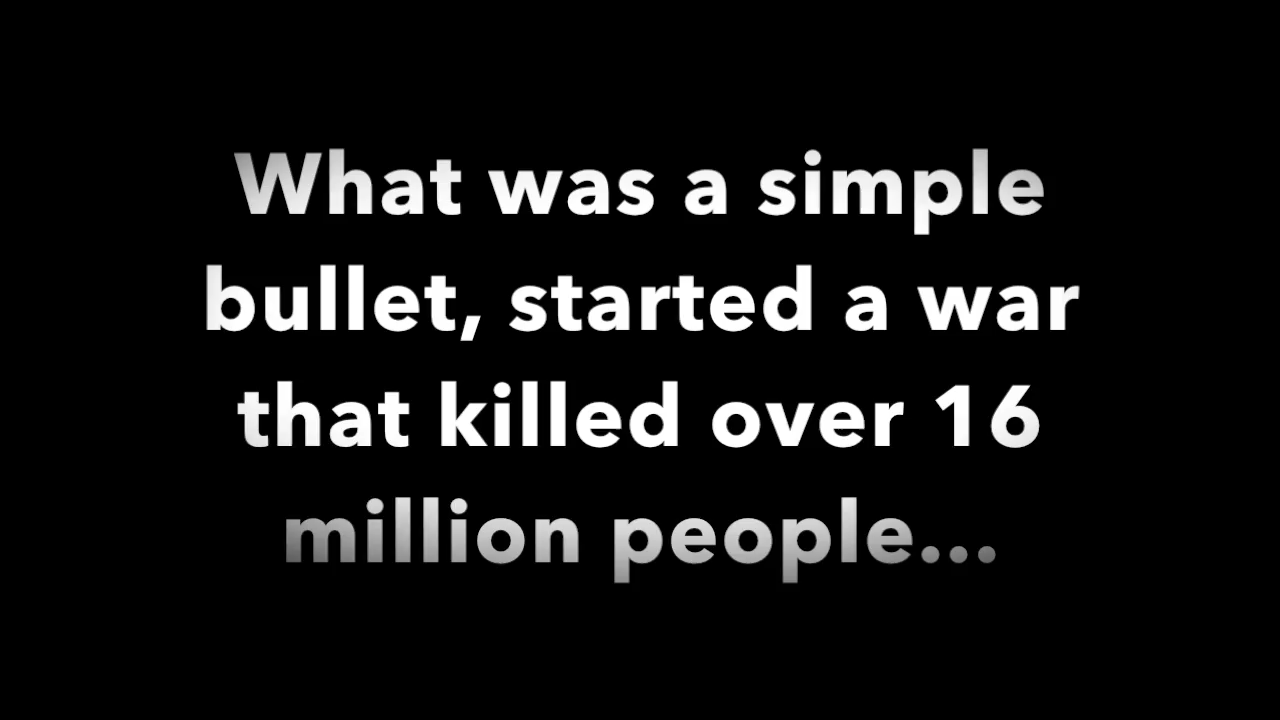 What was a simple
bullet, started a war
that killed over 16
million people...